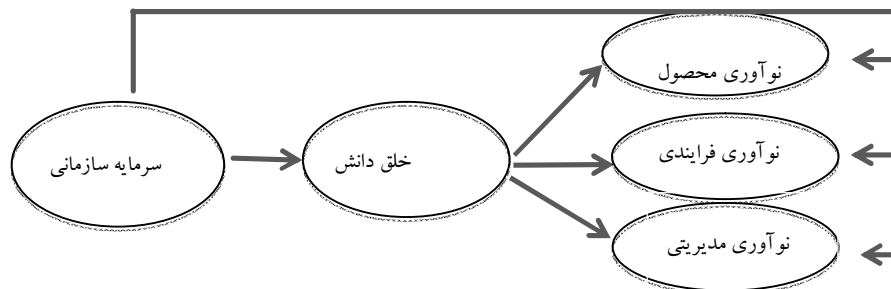 نوآوری محصول
سرمایه سازمانی
خلق دانش
نوآوری فرایندی
نوآوری مدیریتی